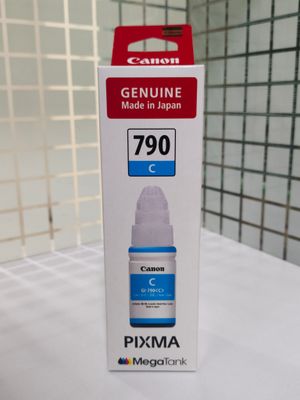 Canon
GENUINE
Made in Japan
790
C
Canon
C
GI-790 (C)
PIXMA
MegaTank